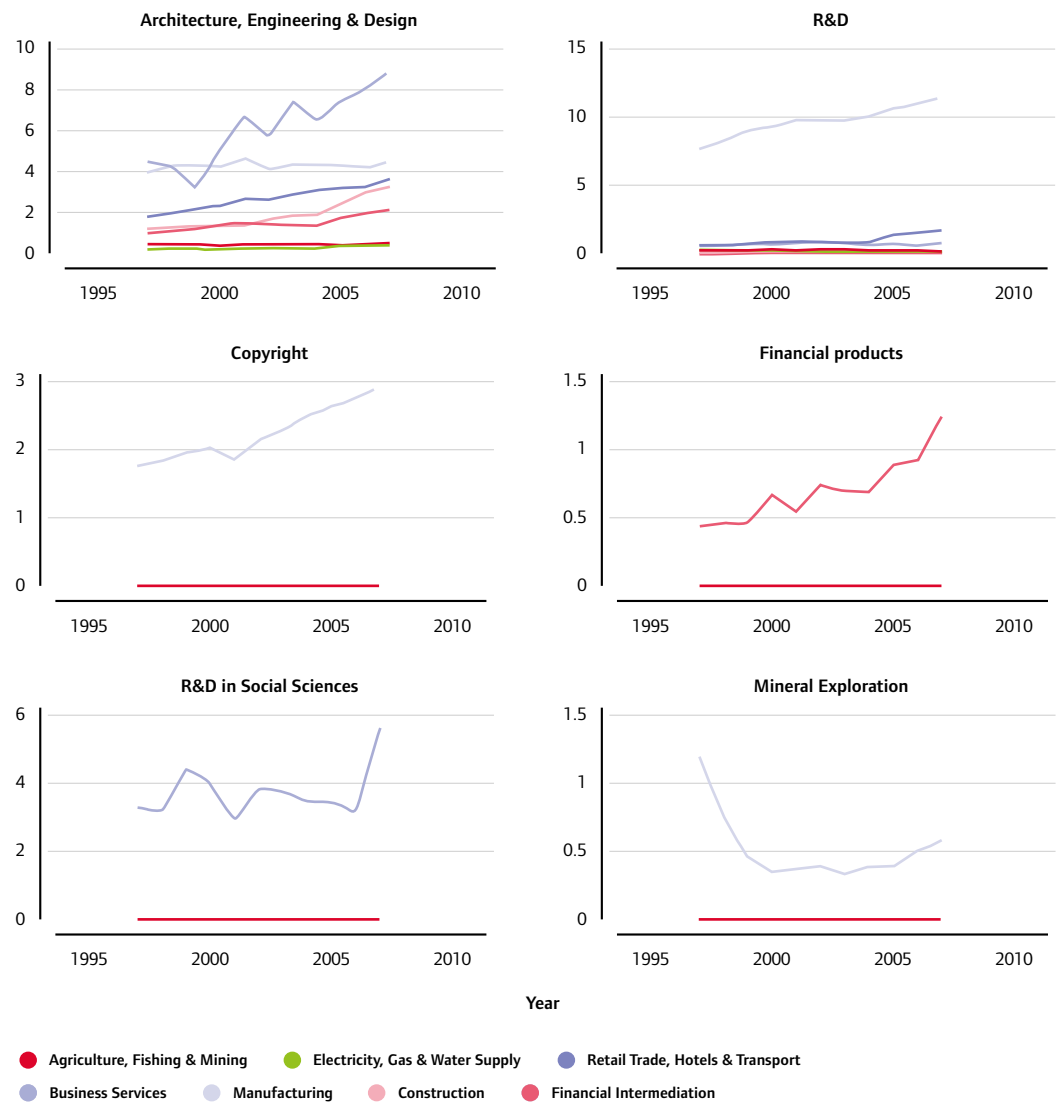 Architecture, Engineering & Design
10
8
6
4
2
0
1995 2000 2005 2010
R&D
15
10
5
0
1995 2000 2005 2010
Copyright
3
2
1
0
1995 2000 2005 2010
Financial products
1.5
1
0.5
0
1995 2000 2005 2010
R&D in Social Sciences
6
4
2
0
1995 2000 2005 2010
Mineral Exploration
1.5
1
0.5
0
1995 2000 2005 2010
Year
Agriculture, Fishing & Mining Electricity, Gas & Water Supply Retail Trade, Hotels & Transport
Business Services Manufacturing Construction Financial Intermediation